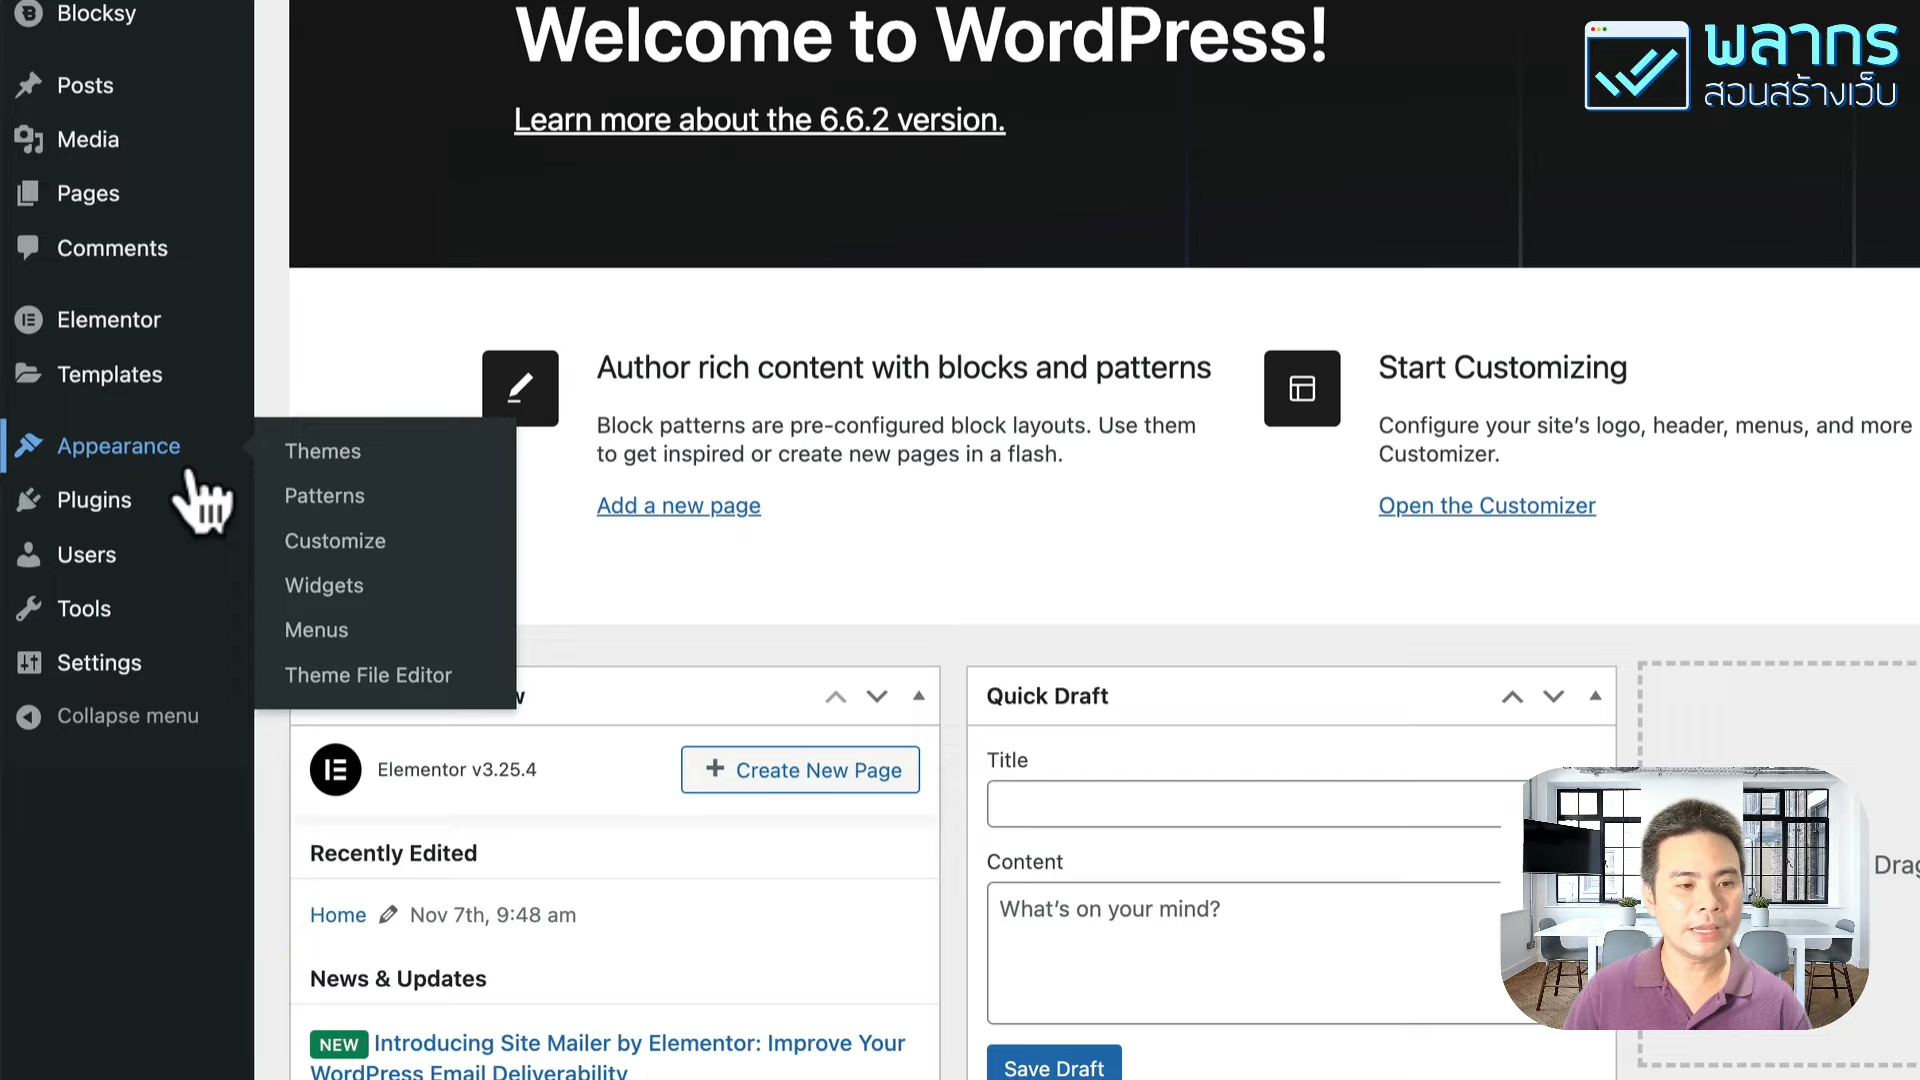 Blocksy
Posts
Media
Pages
Comments
Elementor
Templates
Appearance
Plugins
Users
Tools
Settings
Collapse menu
Themes
Patterns
Customize
Widgets
Menus
Theme File Editor
Welcome to WordPress!
Learn more about the 6.6.2 version.
พลากร
สอนสร้างเว็บ
Author rich content with blocks and patterns
Block patterns are pre-configured block layouts. Use them
to get inspired or create new pages in a flash.
Add a new page
Start Customizing
Configure your site’s logo, header, menus, and more
Customizer.
Open the Customizer
Elementor v3.25.4
+ Create New Page
Recently Edited
Home Nov 7th, 9:48 am
News & Updates
NEW Introducing Site Mailer by Elementor: Improve Your
WordPress Email Deliverability
Quick Draft
Title
Content
What’s on your mind?
Save Draft